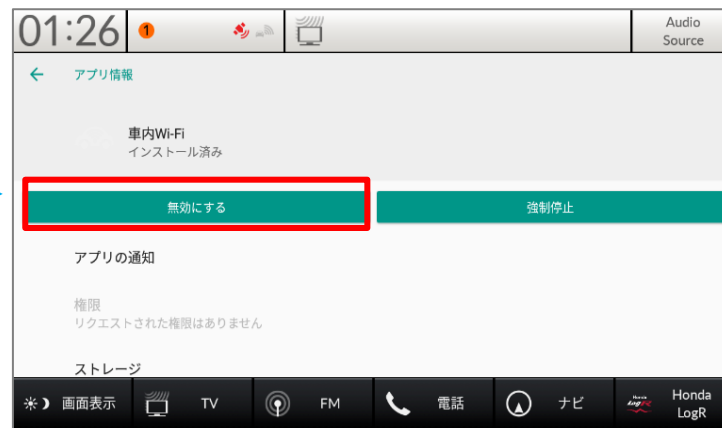 01:26
1
Audio
Source
アプリ情報
車内Wi-Fi
インストール済み
無効にする
強制停止
アプリの通知
権限
リクエストされた権限はありません
ストレージ
画面表示
TV
FM
電話
ナビ
Honda
LogR
Honda
LogR